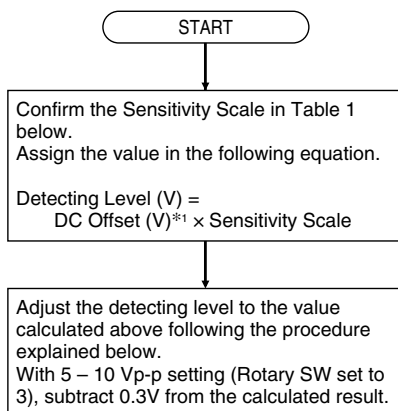 START
Confirm the Sensitivity Scale in Table 1
below.
Assign the value in the following equation.
Detecting Level (V) =
DC Offset (V)*1 × Sensitivity Scale
Adjust the detecting level to the value
calculated above following the procedure
explained below.
With 5 – 10 Vp-p setting (Rotary SW set to
3), subtract 0.3V from the calculated result.